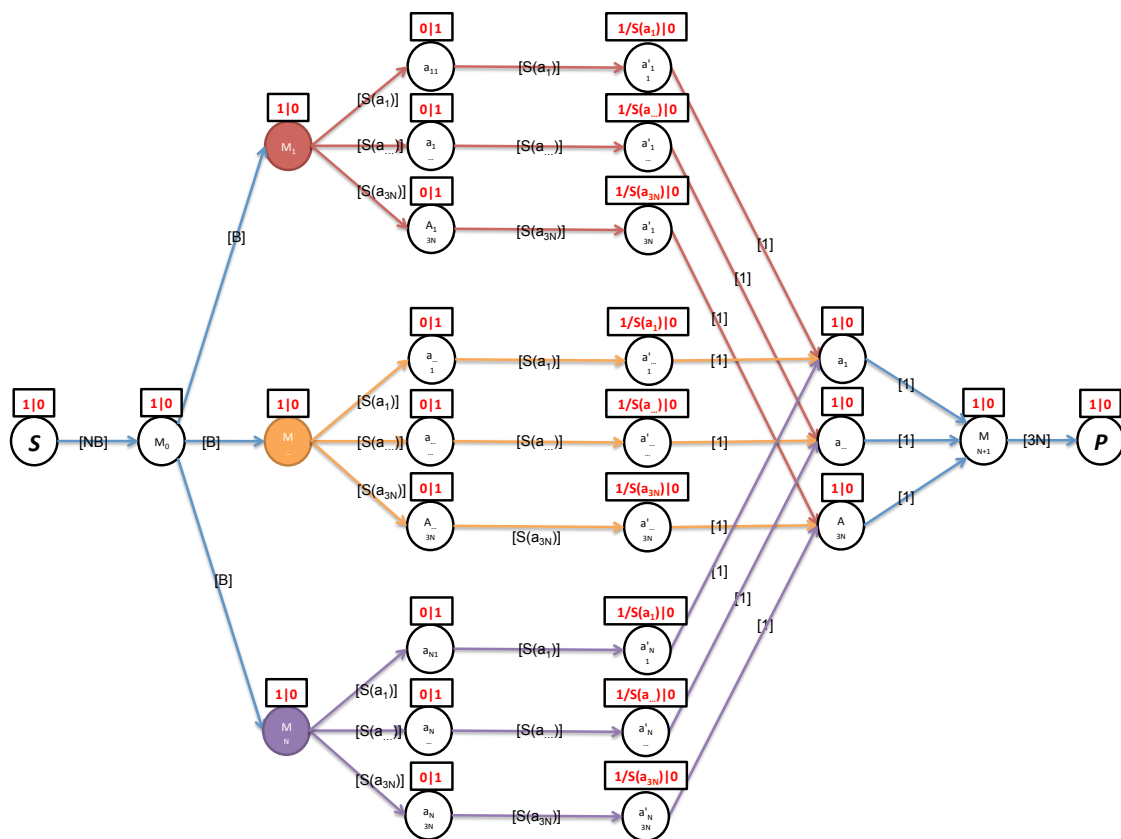 0|1
1/S(a1)|0
a11
[S(a1)]
a'1
1
[S(a1)]
1|0
0|1
1/S(a...)|0
M1
[S(a...)]
a1
...
[S(a...)]
a'1
...
[S(a3N)]
0|1
1/S(a3N)|0
A1
3N
[S(a3N)]
a'1
3N
[B]
[1]
[1]
[1]
0|1
1/S(a1)|0
1|0
a...
1
[S(a1)]
a'...
1
[1]
a1
[S(a1)]
[1]
1|0
1|0
1|0
0|1
1/S(a...)|0
1|0
1|0
1|0
S
[NB]
M0
[B]
M
...
[S(a...)]
a...
...
[S(a...)]
a'...
...
[1]
a...
[1]
M
N+1
[3N]
P
[S(a3N)]
0|1
1/S(a3N)|0
1|0
[1]
A...
3N
[S(a3N)]
a'...
3N
[1]
A
3N
[B]
[1]
[1]
[1]
0|1
1/S(a1)|0
aN1
[S(a1)]
a'N
1
[S(a1)]
1|0
0|1
1/S(a...)|0
M
N
[S(a...)]
aN
...
[S(a...)]
a'N
...
[S(a3N)]
0|1
1/S(a3N)|0
aN
3N
[S(a3N)]
a'N
3N